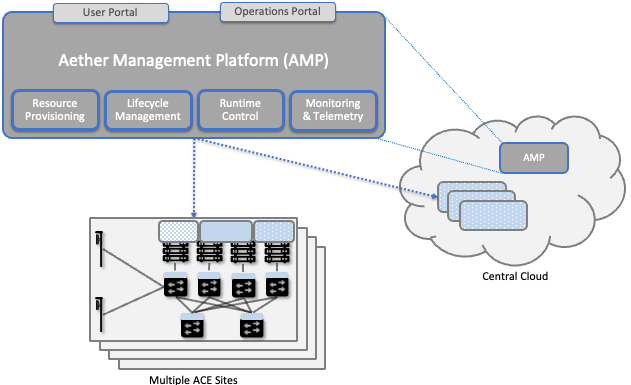 User Portal
Operations Portal
Aether Management Platform (AMP)
Resource
Provisioning
Lifecycle
Management
Runtime
Control
Monitoring
& Telemetry
AMP
Central Cloud
Multiple ACE Sites